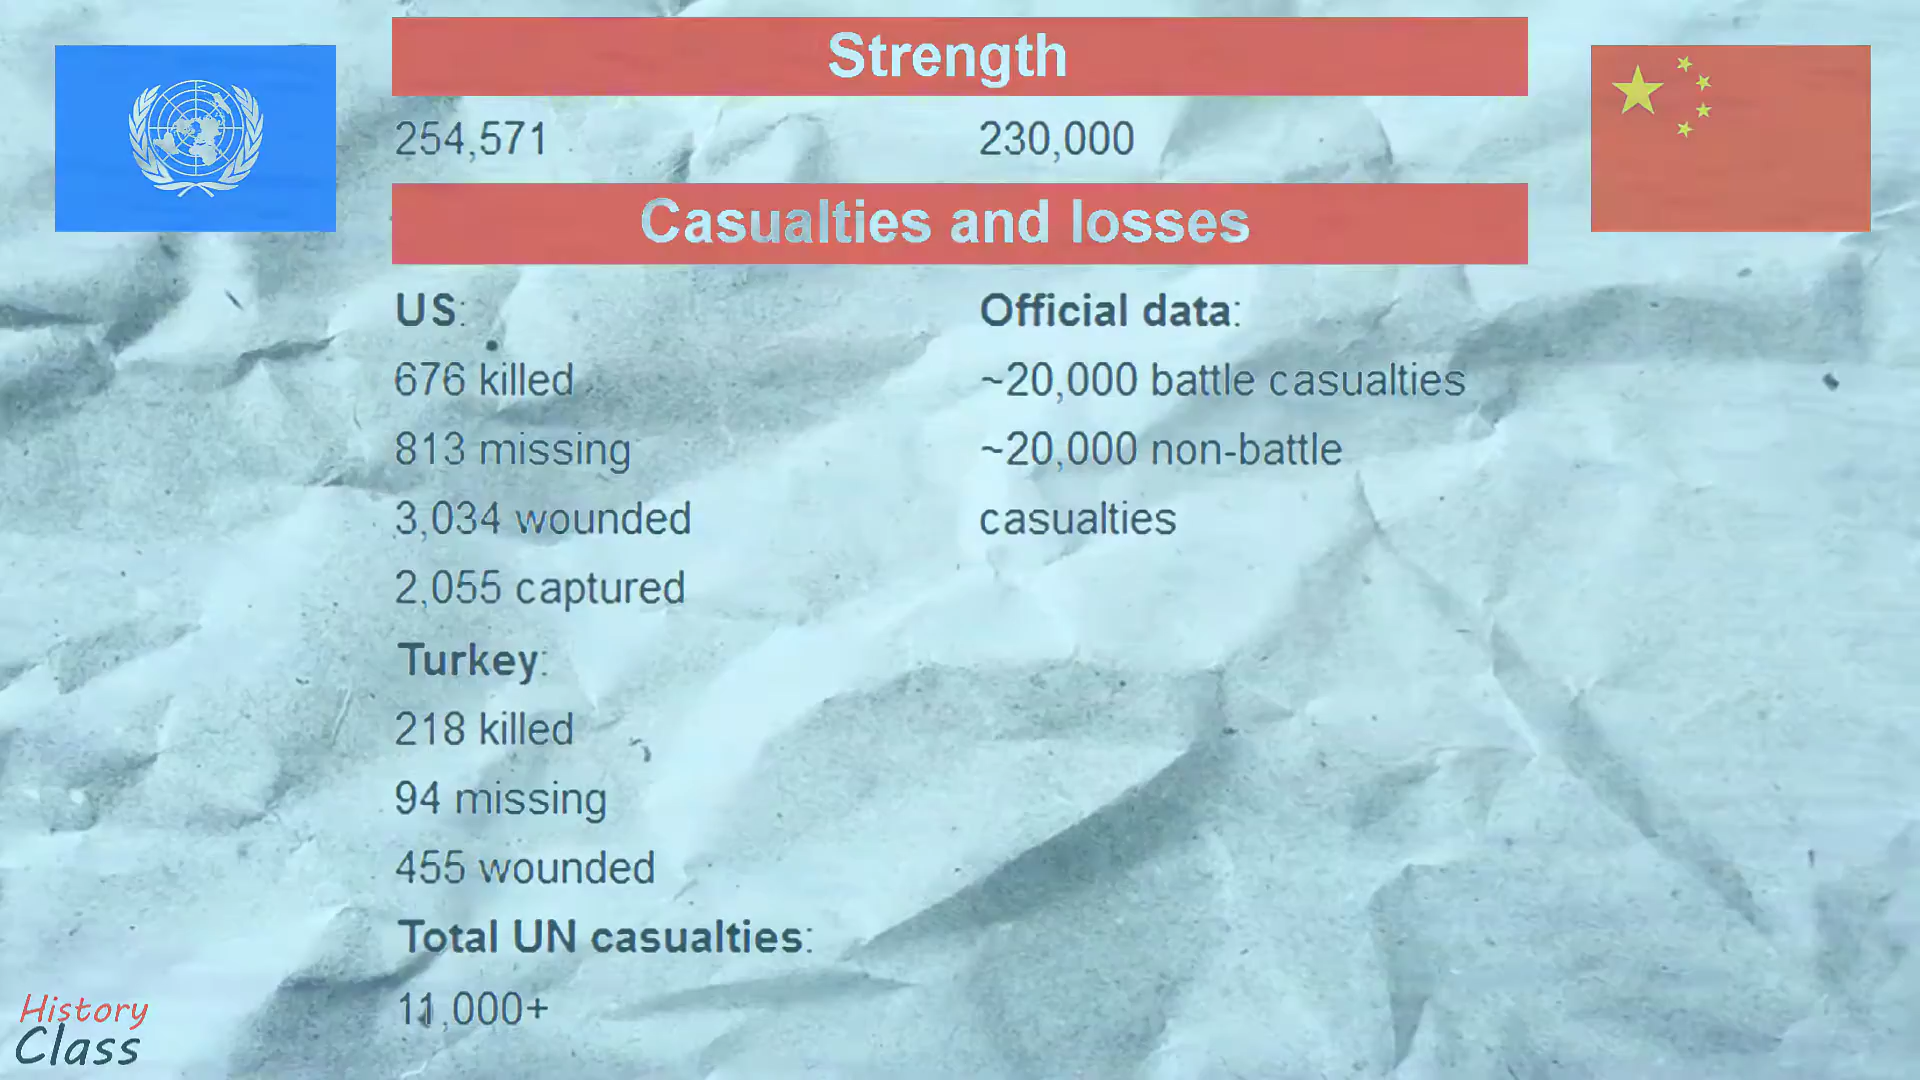 Strength
254,571
230,000
Casualties and losses
US:
676 killed
813 missing
3,034 wounded
2,055 captured
Turkey:
218 killed
94 missing
455 wounded
Total UN casualties:
11,000+
Official data:
~20,000 battle casualties
~20,000 non-battle
casualties
History
Class